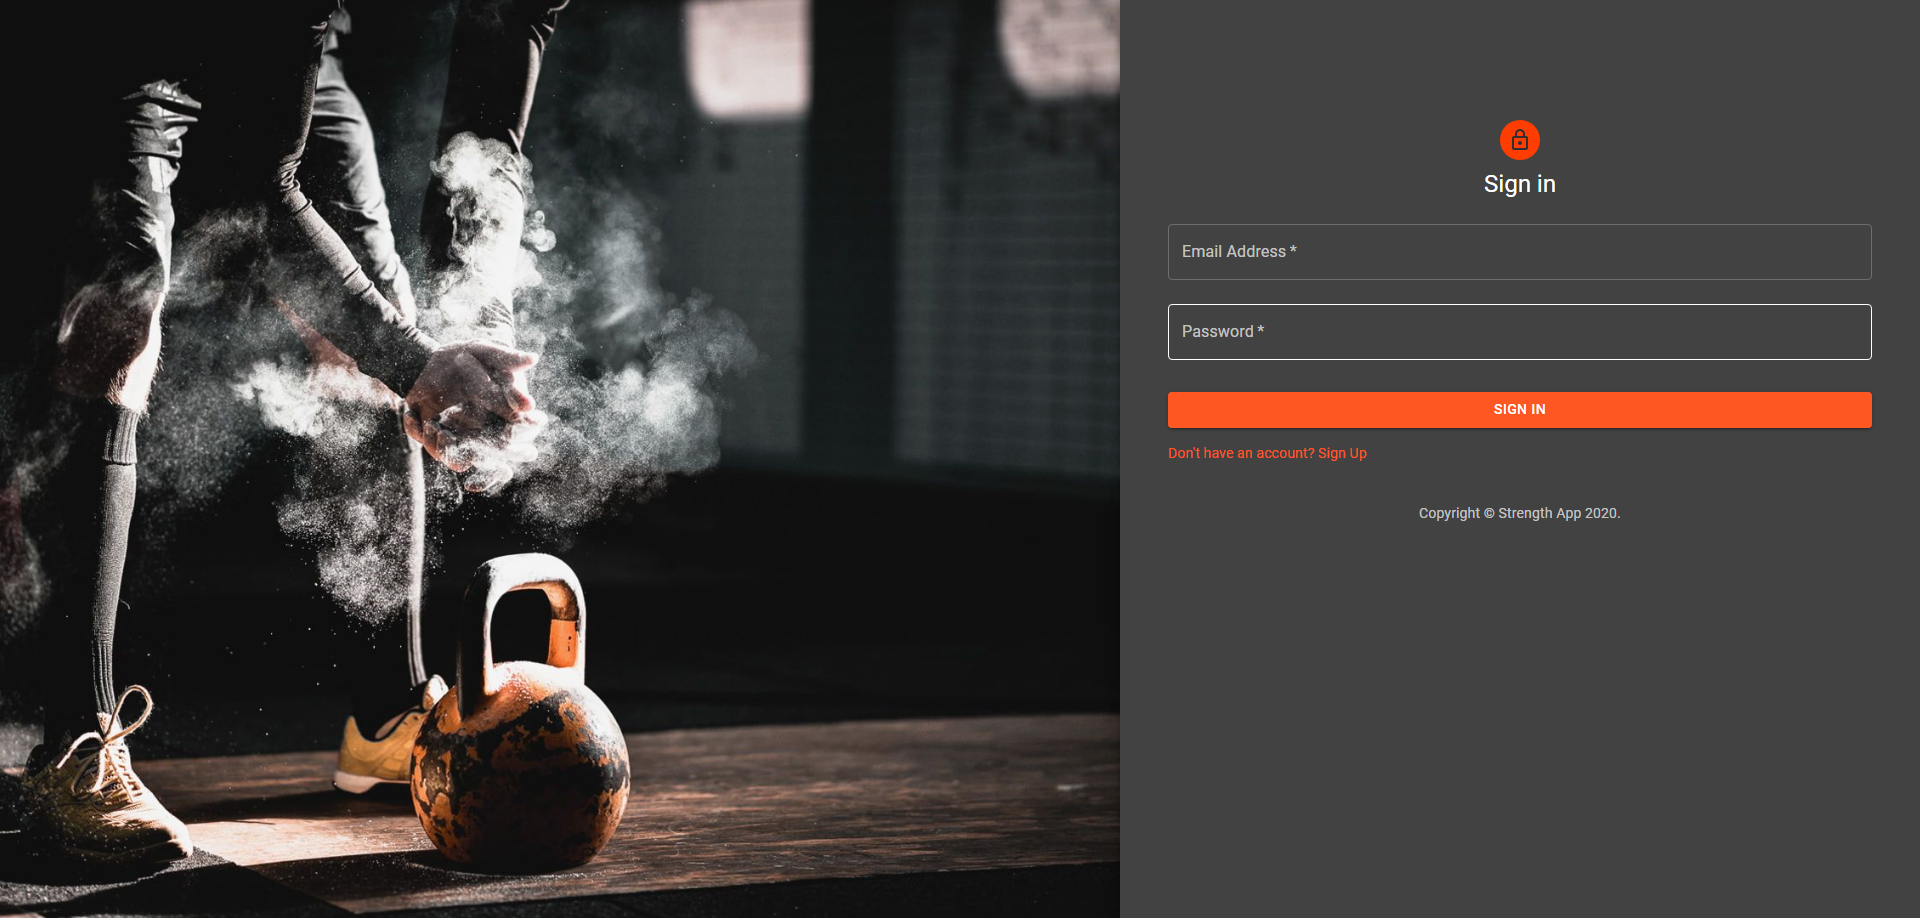 Sign in
Email Address *
Password *
SIGN IN
Don't have an account? Sign Up
Copyright © Strength App 2020.